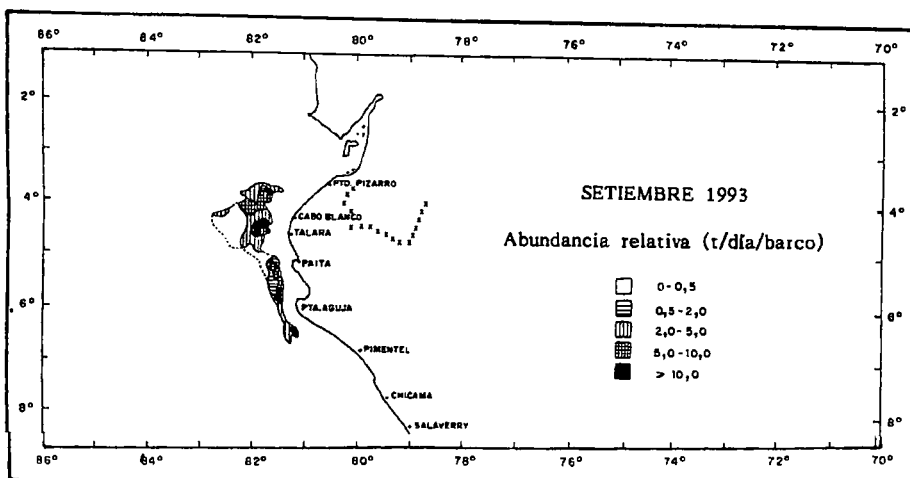 86° 84° 82° 80° 78° 76° 74° 72° 70°
2° 2°
PTO. PIZARRO
SETIEMBRE 1993
4° 4°
CABO BLANCO
TALARA
Abundancia relativa (t/día/barco)
PAITA
0-0,5
PTA. AGUJA
6° 6°
0,5-2,0
2,0-5,0
PIMENTEL
5,0-10,0
> 10,0
CHICAMA
8° 8°
SALAVERRY
86° 84° 82° 80° 78° 76° 74° 72° 70°